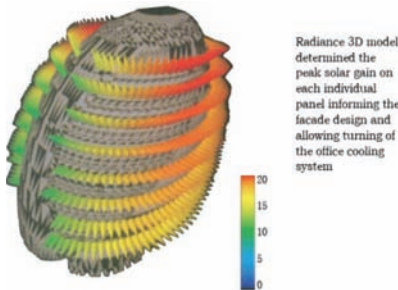 Radiance 3D model
determined the
peak solar gain on
each individual
panel informing the
facade design and
allowing turning of
the office cooling
system
20
15
10
5
0